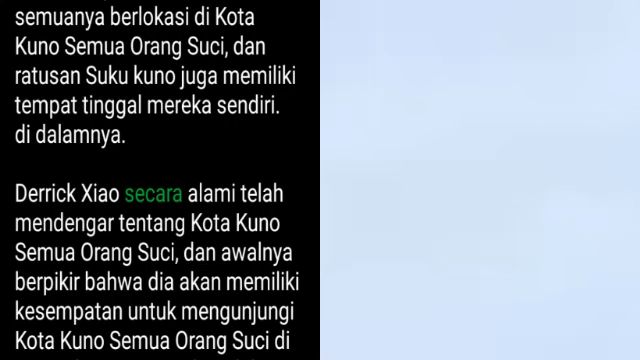 semuanya berlokasi di Kota
Kuno Semua Orang Suci, dan
ratusan Suku kuno juga memiliki
tempat tinggal mereka sendiri.
di dalamnya.
Derrick Xiao secara alami telah
mendengar tentang Kota Kuno
Semua Orang Suci, dan awalnya
berpikir bahwa dia akan memiliki
kesempatan untuk mengunjungi
Kota Kuno Semua Orang Suci di